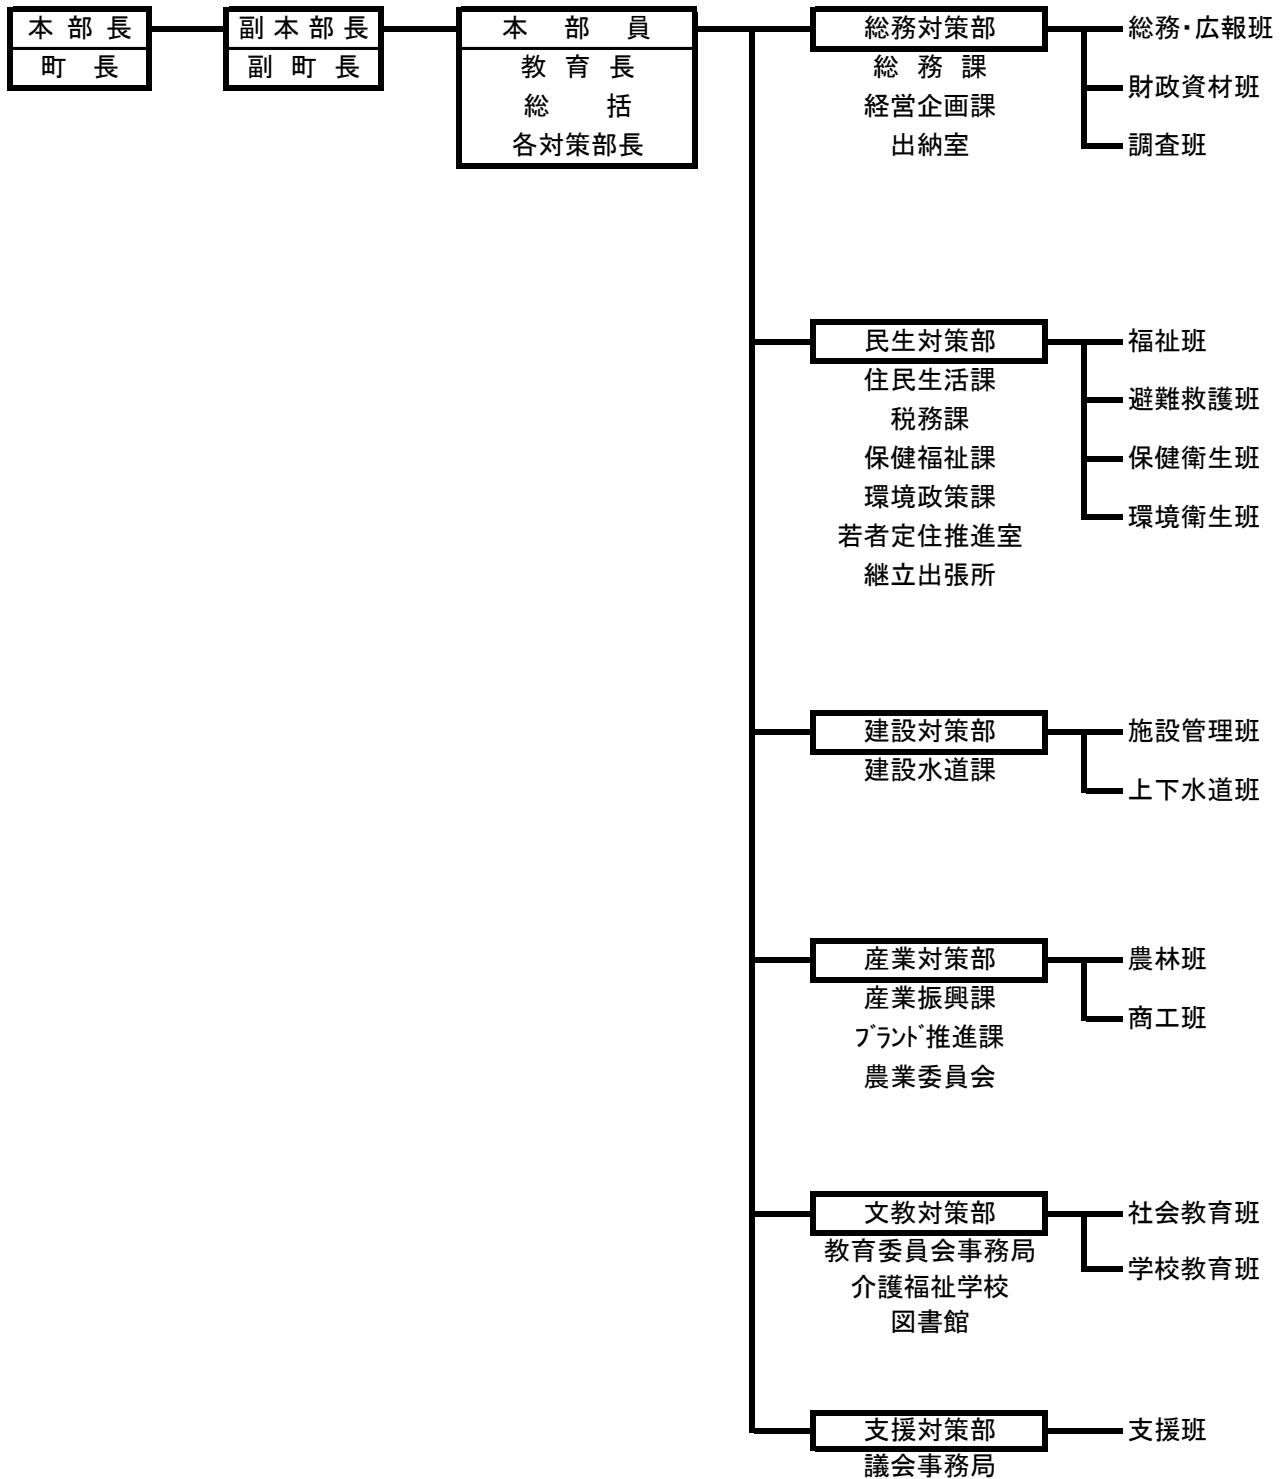 本部長
町長
副本部長
副町長
本部員
教育長
総括
各対策部長
総務対策部
総務課
経営企画課
出納室
総務・広報班
財政資材班
調査班
民生対策部
住民生活課
税務課
保健福祉課
環境政策課
若者定住推進室
継立出張所
福祉班
避難救護班
保健衛生班
環境衛生班
建設対策部
建設水道課
施設管理班
上下水道班
産業対策部
産業振興課
ﾌﾞﾗﾝﾄﾞ推進課
農業委員会
農林班
商工班
文教対策部
教育委員会事務局
介護福祉学校
図書館
社会教育班
学校教育班
支援対策部
議会事務局
支援班